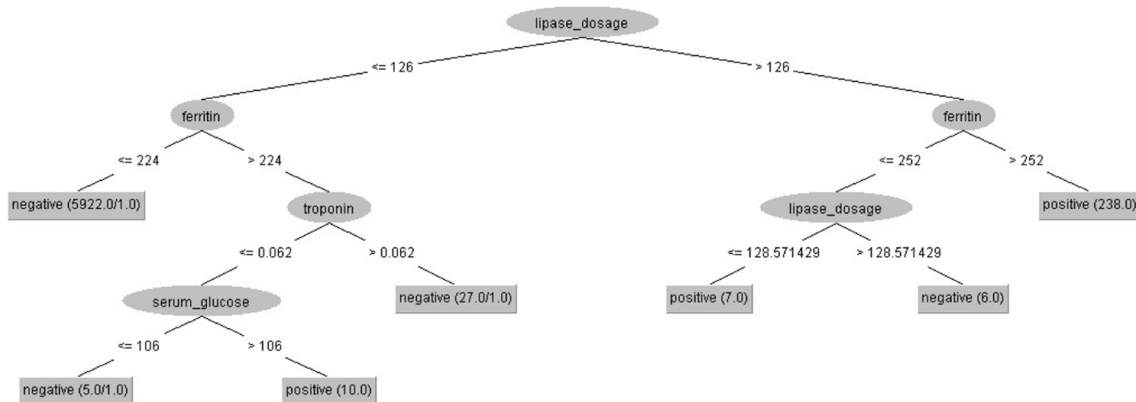 lipase_dosage
<= 126
> 126
ferritin
ferritin
<= 224
> 224
<= 252
> 252
negative (5922.0/1.0)
troponin
lipase_dosage
positive (238.0)
<= 0.062
> 0.062
<= 128.571429
> 128.571429
serum_glucose
negative (27.0/1.0)
positive (7.0)
negative (6.0)
<= 106
> 106
negative (5.0/1.0)
positive (10.0)